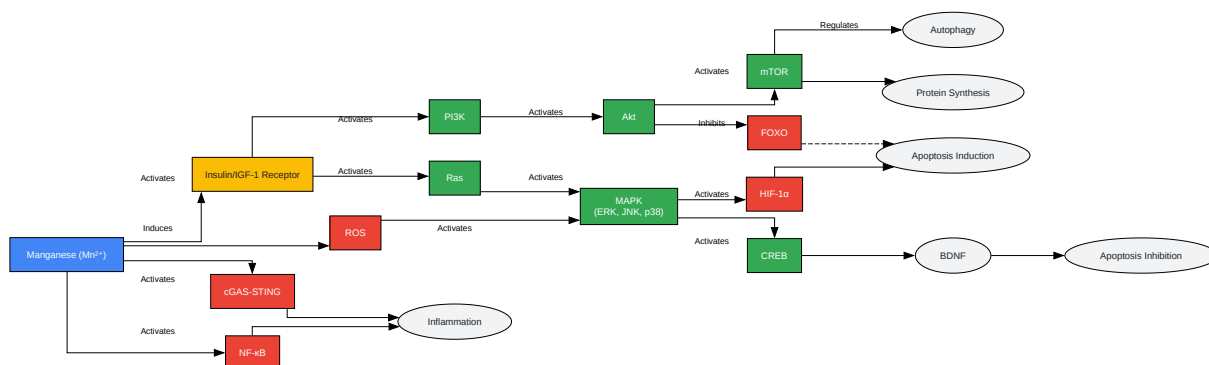 Regulates
Autophagy
Activates
mTOR
Protein Synthesis
PI3K
Activates
Activates
Akt
Inhibits
FOXO
Activates
Apoptosis Induction
Insulin/IGF-1 Receptor
Activates
Activates
Ras
Activates
MAPK
(ERK, JNK, p38)
Activates
HIF-1α
Induces
ROS
Activates
Activates
CREB
BDNF
Apoptosis Inhibition
Manganese (Mn²⁺)
Activates
cGAS-STING
Inflammation
Activates
NF-κB